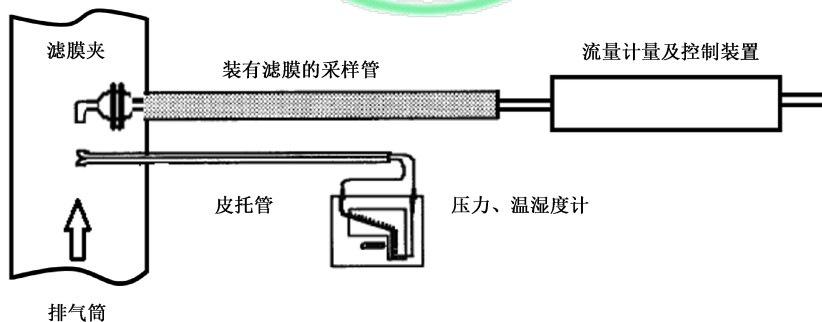 滤膜夹
装有滤膜的采样管
流量计量及控制装置
皮托管
压力、温湿度计
排气筒